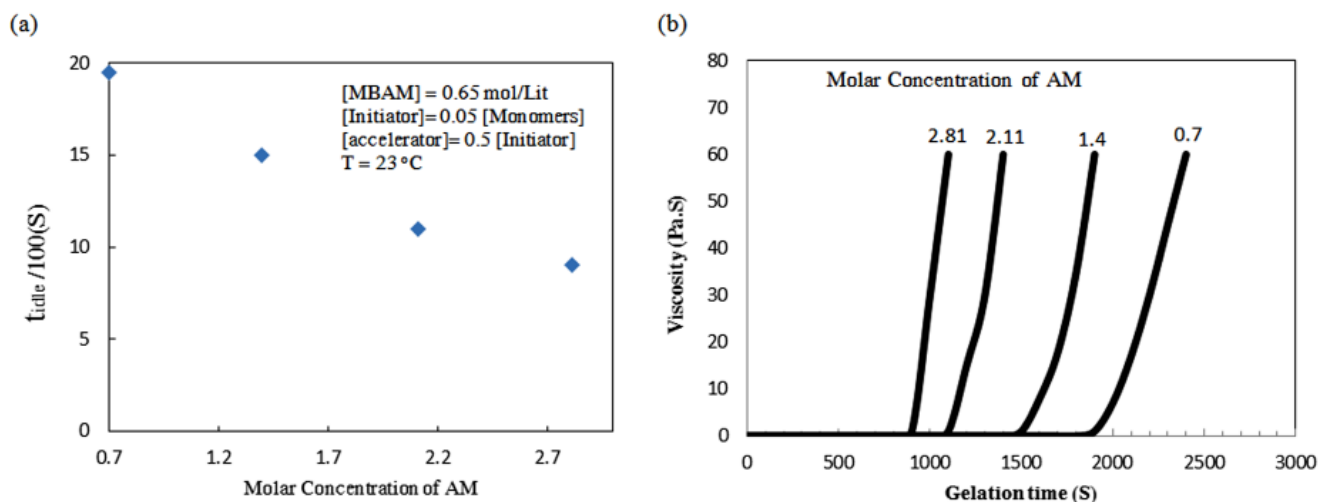 (a)
20
15
10
5
0
t idle /100(S)
[MBAM] = 0.65 mol/Lit
[Initiator]= 0.05 [Monomers]
[accelerator]= 0.5 [Initiator]
T = 23 °C
0.7 1.2 1.7 2.2 2.7
Molar Concentration of AM
(b)
80
70
60
50
40
30
20
10
0
Viscosity (Pa.S)
Molar Concentration of AM
2.81 2.11 1.4 0.7
0 500 1000 1500 2000 2500 3000
Gelation time (S)